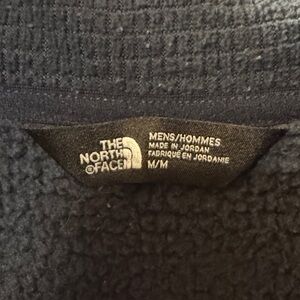 THE
NORTH
FACE
MENS/HOMMES
MADE IN JORDAN
FABRIQUÉ EN JORDANIE
M/M